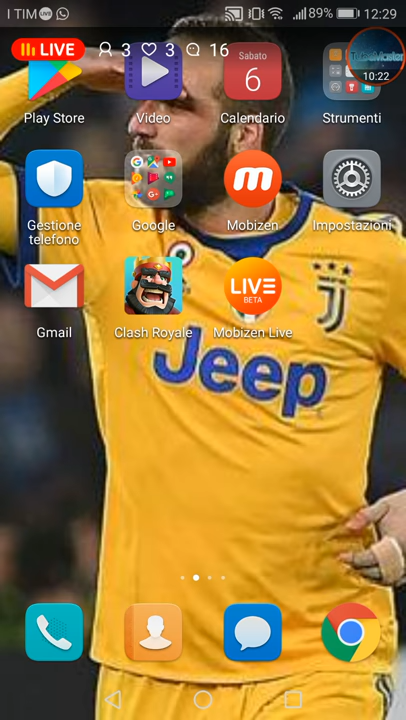 I TIM LIVE 89% 12:29
LIVE 3 3 16
10:22
Sabato
6
Play Store Video Calendario Strumenti
Gestione telefono Google Mobizen Impostazioni
LIVE
BETA
Gmail Clash Royale Mobizen Live
Jeep